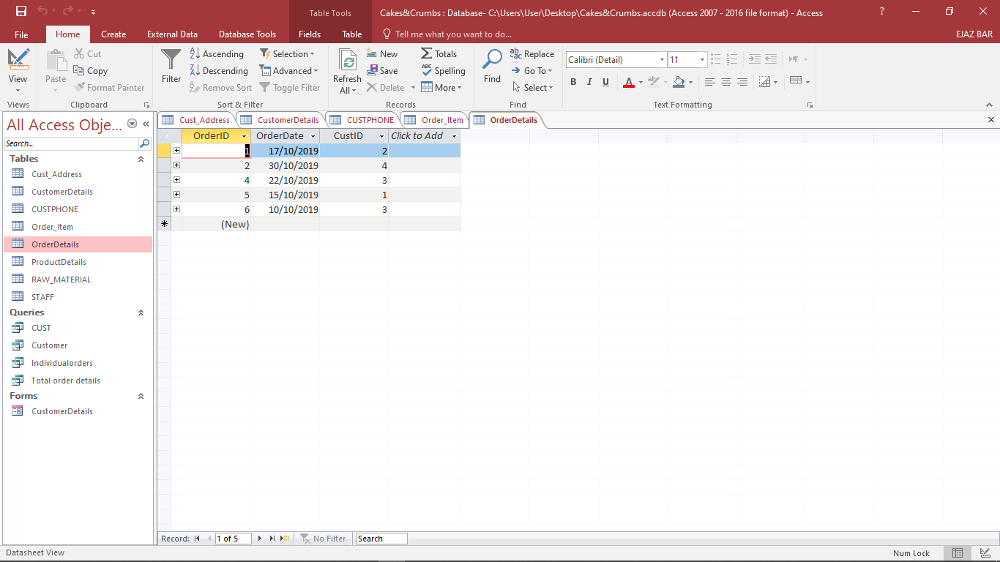 Table Tools
Cakes&Crumbs : Database- C:\Users\User\Desktop\Cakes&Crumbs.accdb (Access 2007 - 2016 file format) - Access
?
File Home Create External Data Database Tools Fields Table Tell me what you want to do... EJAZ BAR
View
Views
Paste
Cut
Copy
Format Painter
Clipboard
Filter
Ascending
Descending
Remove Sort
Selection
Advanced
Toggle Filter
Sort & Filter
Refresh
All
New
Save
Delete
Totals
Spelling
More
Records
Find
Replace
Go To
Select
Find
Calibri (Detail) 11
B I U A
Text Formatting
All Access Obje...
Search...
Tables
Cust_Address
CustomerDetails
CUSTPHONE
Order_Item
OrderDetails
ProductDetails
RAW_MATERIAL
STAFF
Queries
CUST
Customer
Individualorders
Total order details
Forms
CustomerDetails
Cust_Address CustomerDetails CUSTPHONE Order_Item OrderDetails
OrderID OrderDate CustID Click to Add
1 17/10/2019 2
2 30/10/2019 4
4 22/10/2019 3
5 15/10/2019 1
6 10/10/2019 3
(New)
Record: 1 of 5 No Filter Search
Datasheet View Num Lock